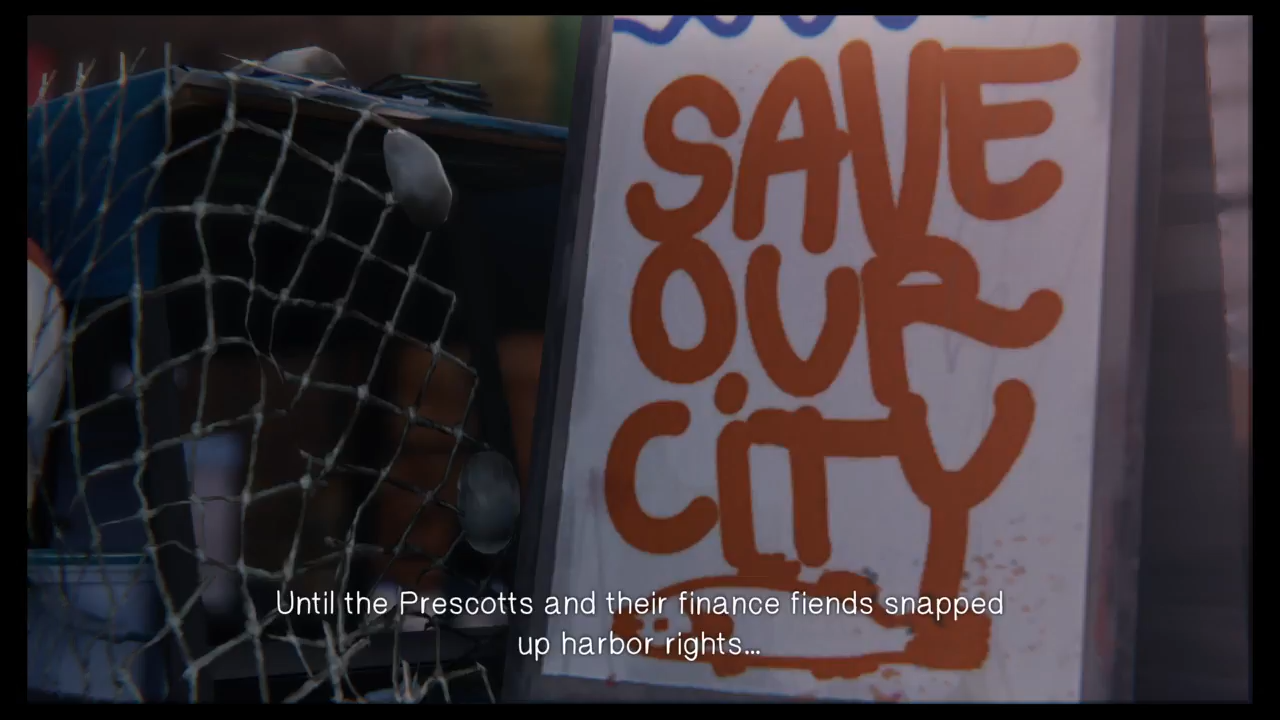 SAVE
OUR
CiTY
Until the Prescotts and their finance fiends snapped
up harbor rights...